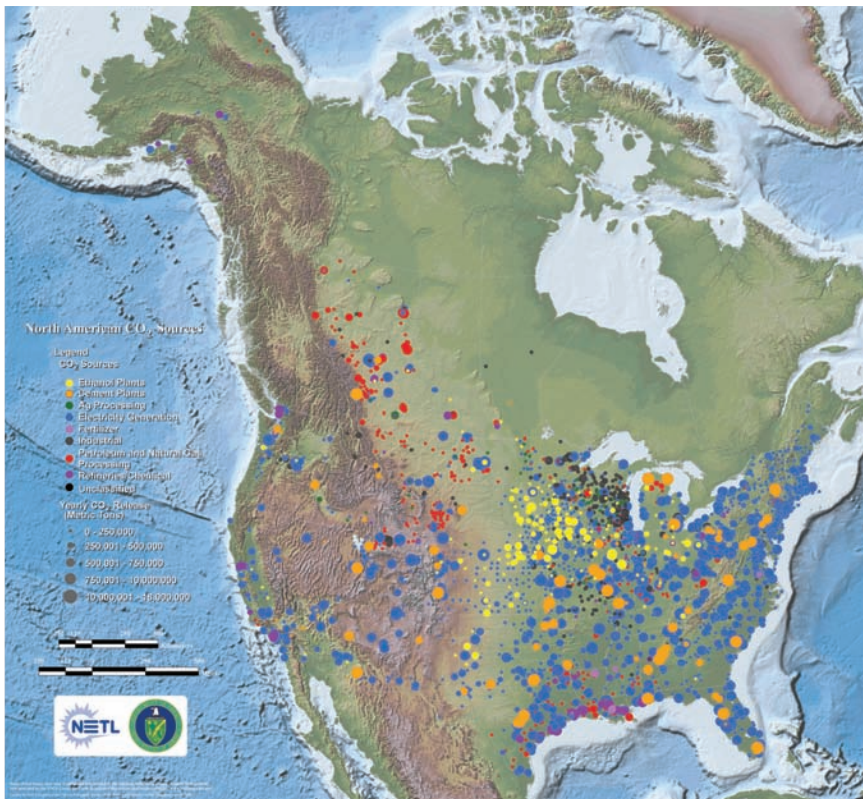 North American CO₂ Sources
Legend
CO₂ Sources
Ethanol Plants
Cement Plants
Ag Processing
Electricity Generation
Fertilizer
Industrial
Petroleum and Natural Gas
Processing
Refineries/Chemical
Unclassified
Yearly CO₂ Release
(Metric Tons)
0 - 250,000
250,001 - 500,000
500,001 - 750,000
750,001 - 10,000,000
10,000,001 - 18,000,000
NETL